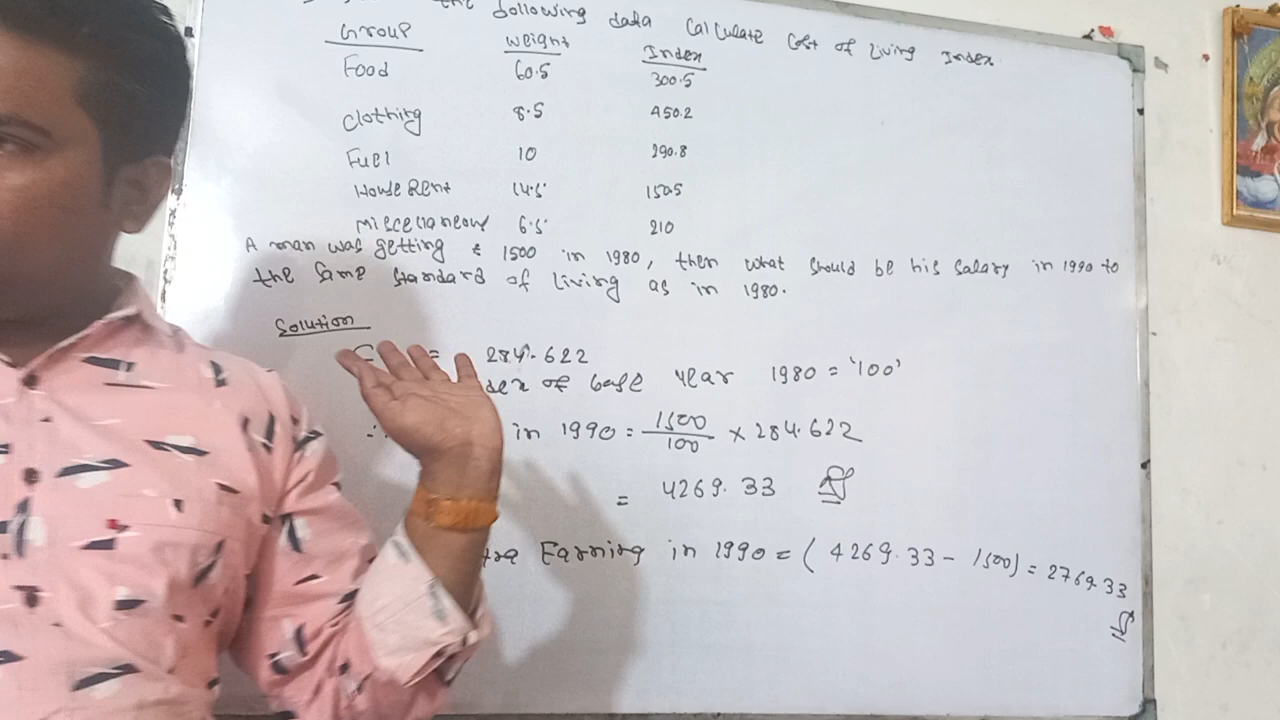 the following data Calculate Cost of Living Index
Group Weight Index
Food 60.5 300.5
Clothing 8.5 450.2
Fuel 10 290.8
House Rent 14.5 150.5
Miscellaneous 6.5 210
A man was getting ₹ 1500 in 1980, then what should be his salary in 1990 to
the same standard of living as in 1980.
Solution
= 284.622
of base year 1980 = '100'
∴ in 1990 = 1500/100 × 284.622
= 4269.33
Earning in 1990 = (4269.33 - 1500) = 2769.33